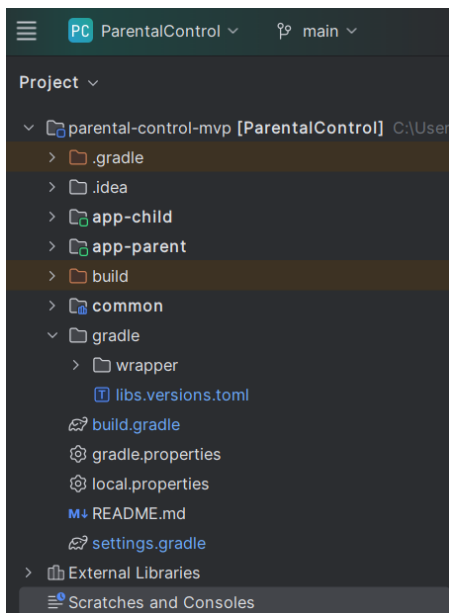 PC ParentalControl main
Project
parental-control-mvp [ParentalControl] C:\User
.gradle
.idea
app-child
app-parent
build
common
gradle
wrapper
T libs.versions.toml
build.gradle
gradle.properties
local.properties
M↓ README.md
settings.gradle
External Libraries
Scratches and Consoles